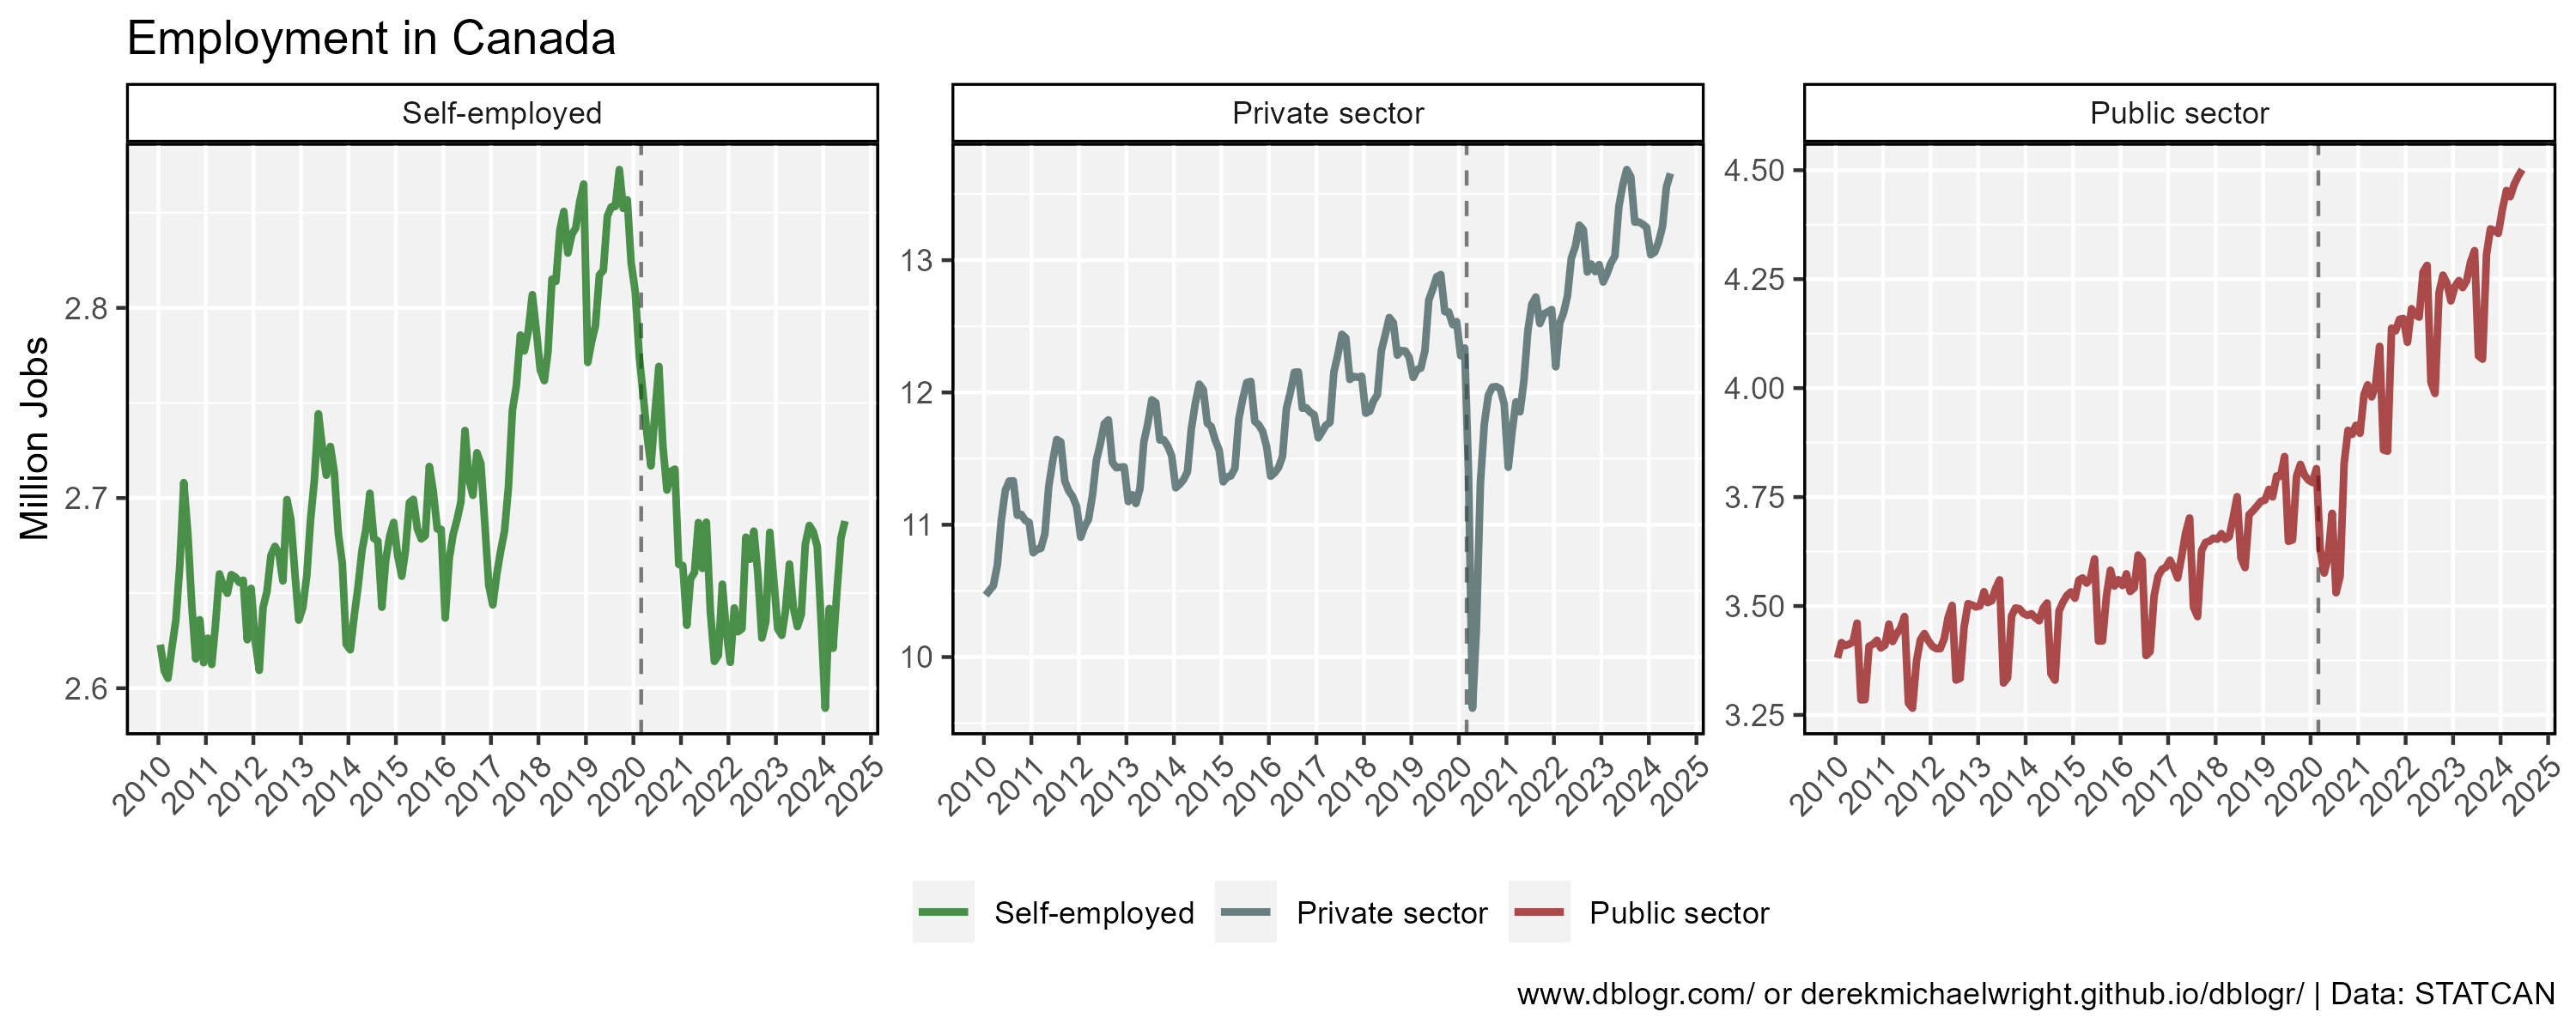 Employment in Canada
Self-employed
Private sector
Public sector
Million Jobs
2.8
2.7
2.6
2010 2011 2012 2013 2014 2015 2016 2017 2018 2019 2020 2021 2022 2023 2024 2025
13
12
11
10
2010 2011 2012 2013 2014 2015 2016 2017 2018 2019 2020 2021 2022 2023 2024 2025
4.50
4.25
4.00
3.75
3.50
3.25
2010 2011 2012 2013 2014 2015 2016 2017 2018 2019 2020 2021 2022 2023 2024 2025
Self-employed Private sector Public sector
www.dblogr.com/ or derekmichaelwright.github.io/dblogr/ | Data: STATCAN